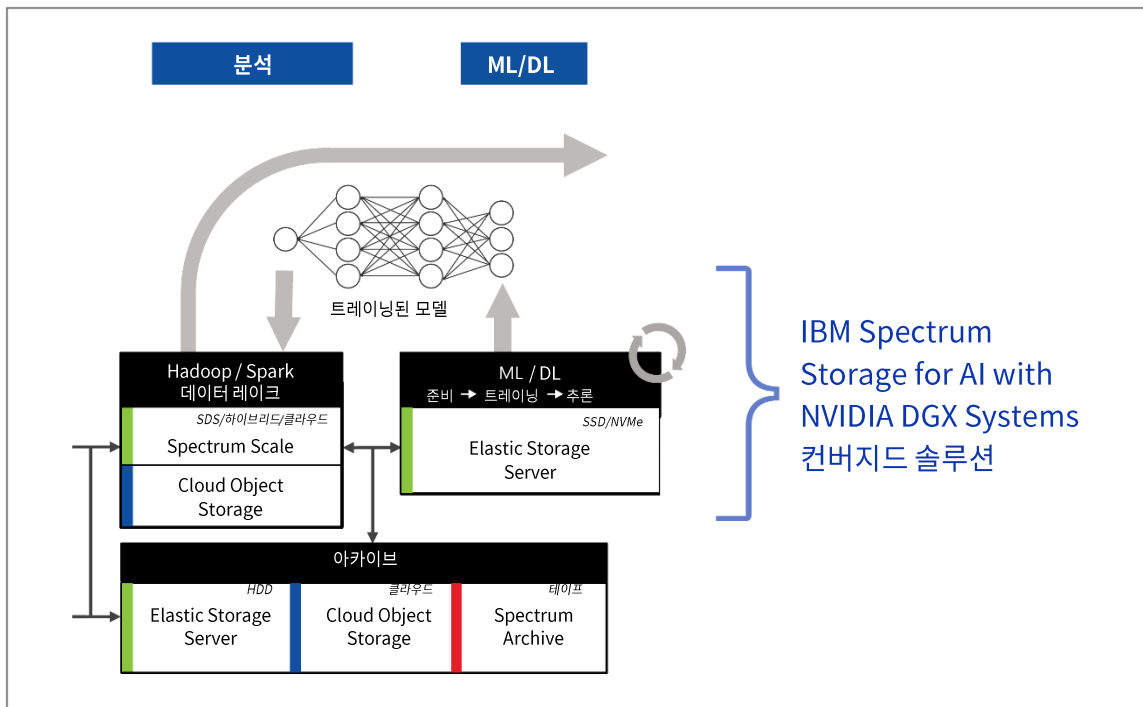 분석
ML/DL
트레이닝된 모델
Hadoop / Spark
데이터 레이크
SDS/하이브리드/클라우드
Spectrum Scale
Cloud Object
Storage
ML / DL
준비 → 트레이닝 → 추론
SSD/NVMe
Elastic Storage
Server
아카이브
HDD
Elastic Storage
Server
클라우드
Cloud Object
Storage
테이프
Spectrum
Archive
IBM Spectrum
Storage for AI with
NVIDIA DGX Systems
컨버지드 솔루션